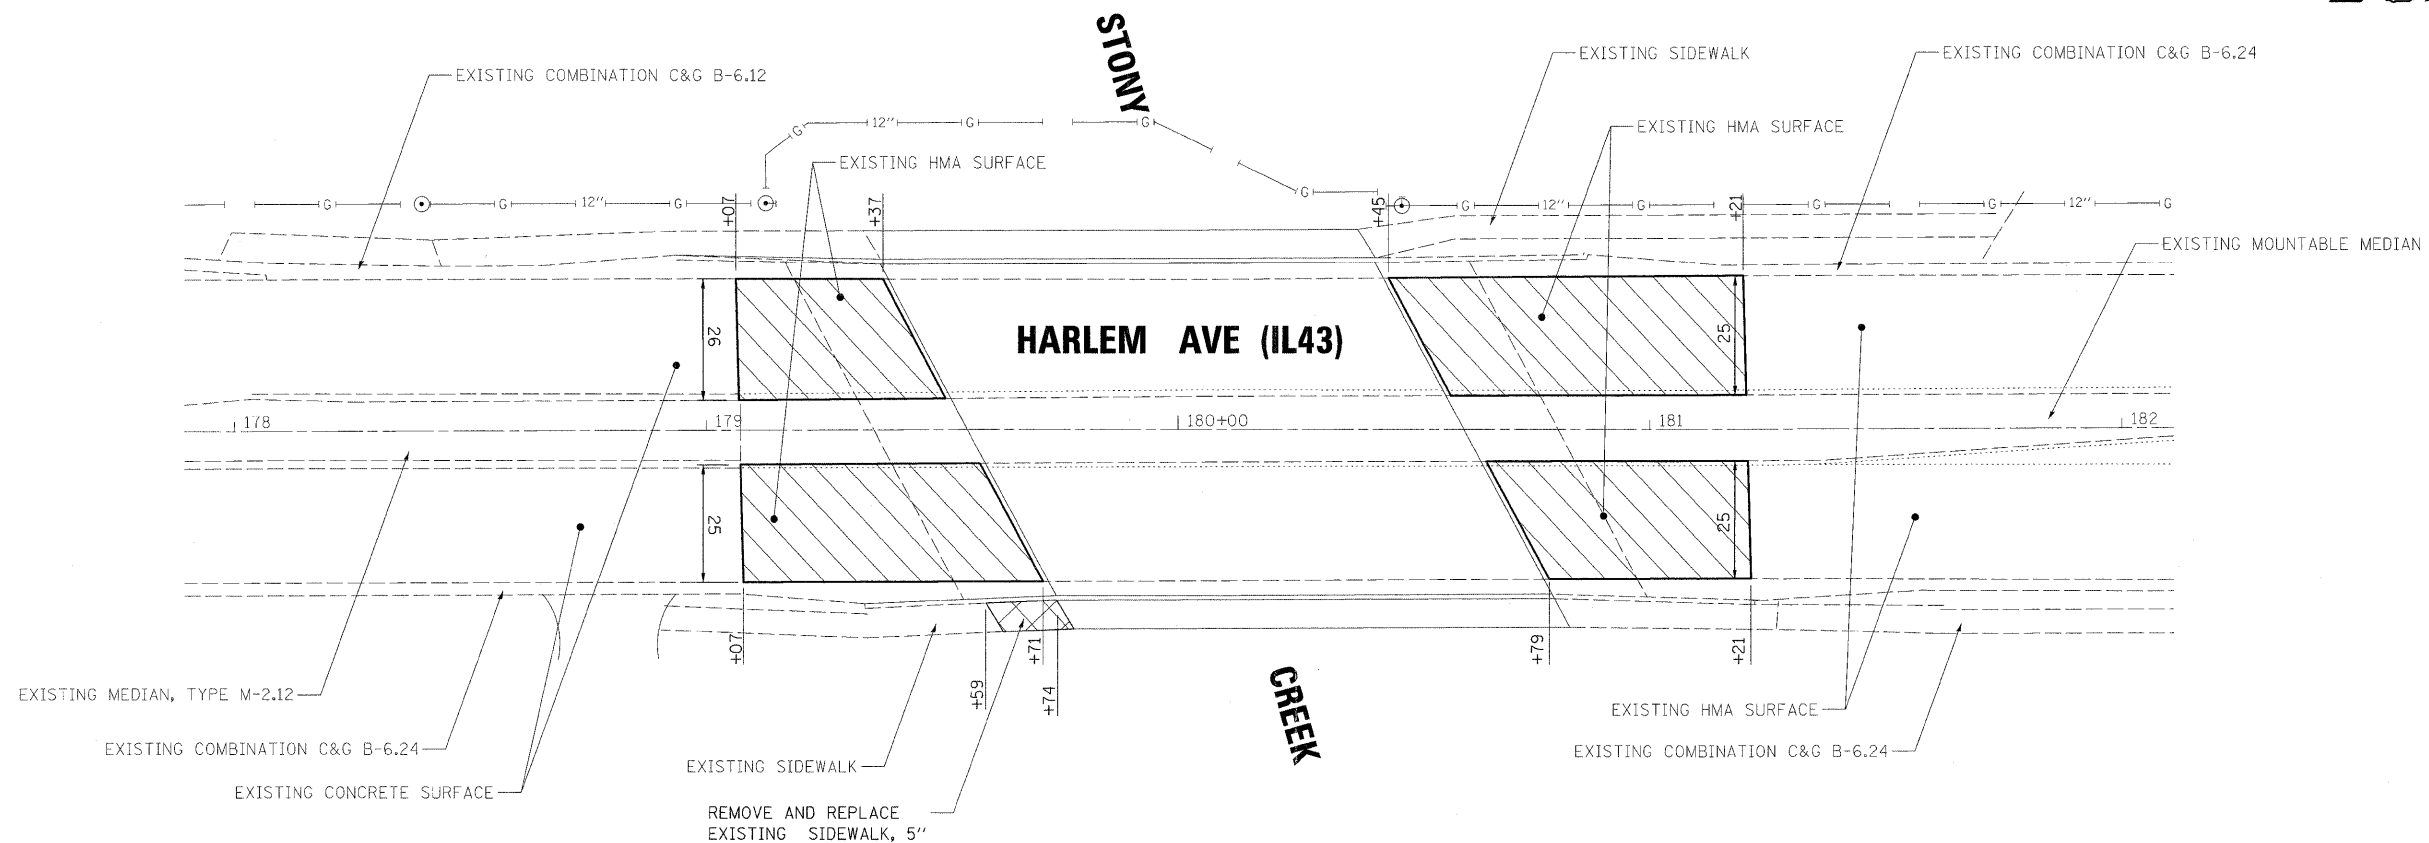 STONY
EXISTING SIDEWALK
EXISTING COMBINATION C&G B-6.24
EXISTING COMBINATION C&G B-6.12
12" G G
G
EXISTING HMA SURFACE
EXISTING HMA SURFACE
G G 12" G G G 12" G G G 12" G
+07 +37 +45 +21
EXISTING MOUNTABLE MEDIAN
26 HARLEM AVE (IL43) 25
178 179 180+00 181 182
25 25
+07 +71 +79 +21
+59 +74
CREEK
EXISTING MEDIAN, TYPE M-2.12
EXISTING HMA SURFACE
EXISTING COMBINATION C&G B-6.24
EXISTING COMBINATION C&G B-6.24
EXISTING SIDEWALK
EXISTING CONCRETE SURFACE
REMOVE AND REPLACE
EXISTING SIDEWALK, 5"